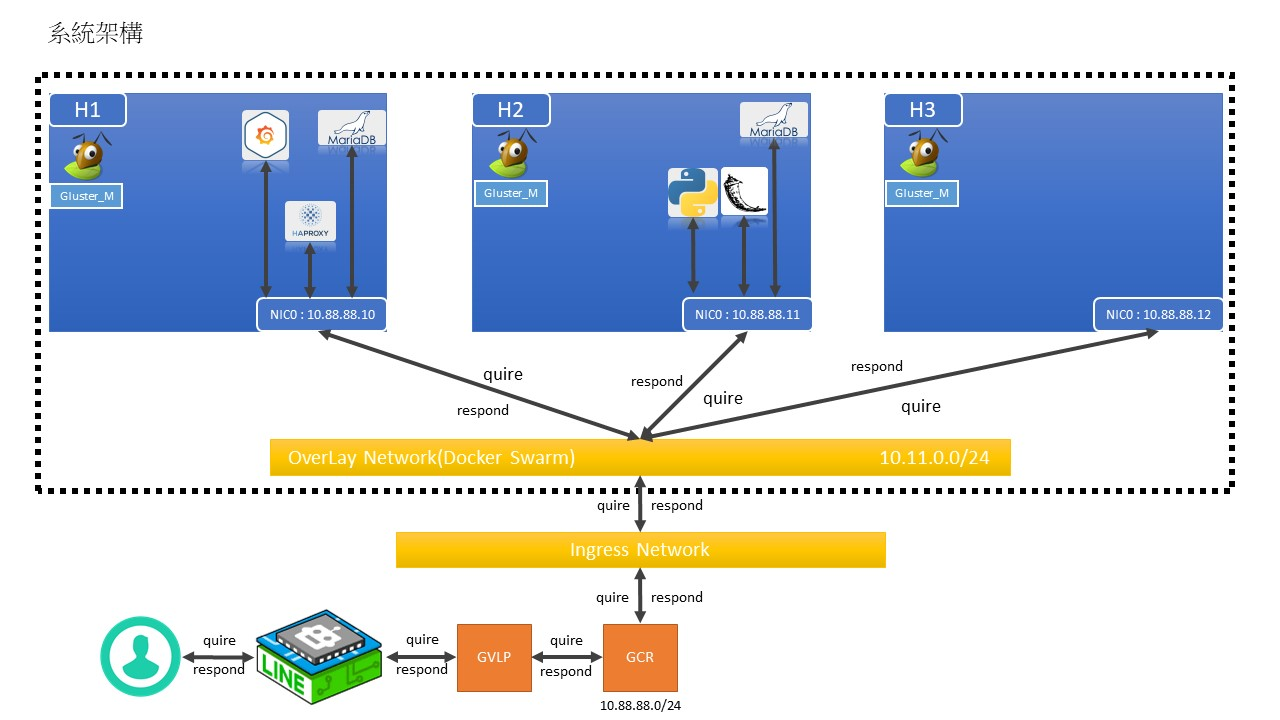 系統架構
H1
H2
H3
MariaDB
MariaDB
Gluster_M
Gluster_M
Gluster_M
HAPROXY
NIC0 : 10.88.88.10
NIC0 : 10.88.88.11
NIC0 : 10.88.88.12
quire
respond
respond
quire
respond
quire
OverLay Network(Docker Swarm) 10.11.0.0/24
quire respond
Ingress Network
quire respond
quire
respond
LINE
quire
respond
GVLP
quire
respond
GCR
10.88.88.0/24